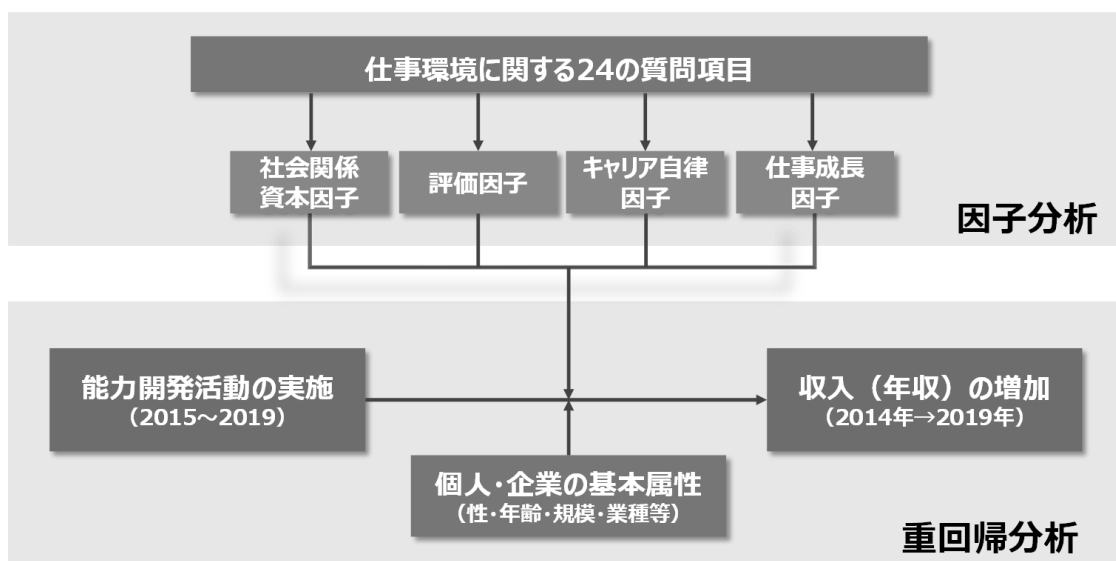 仕事環境に関する24の質問項目
社会関係
資本因子
評価因子
キャリア自律
因子
仕事成長
因子
因子分析
能力開発活動の実施
（2015～2019）
収入（年収）の増加
（2014年→2019年）
個人・企業の基本属性
（性・年齢・規模・業種等）
重回帰分析